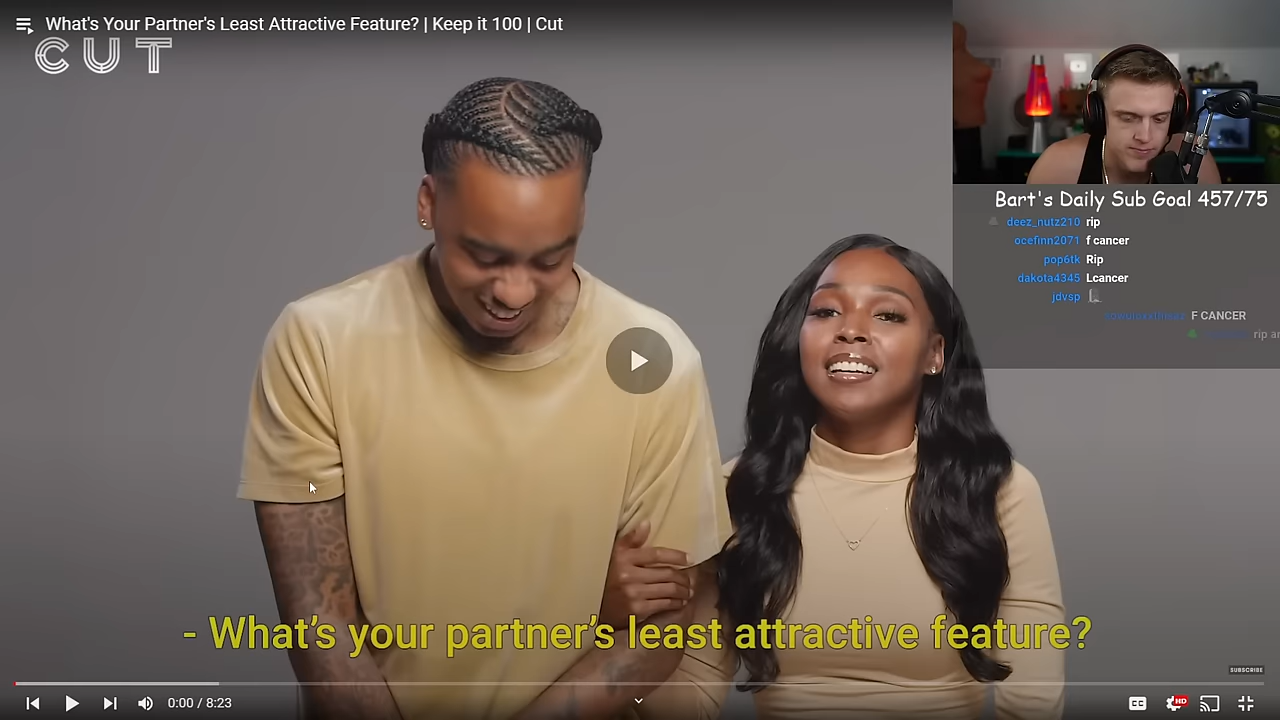 What's Your Partner's Least Attractive Feature? | Keep it 100 | Cut
CUT
Bart's Daily Sub Goal 457/75
deez_nutz210 rip
ocefinn2071 f cancer
pop6tk Rip
dakota4345 Lcancer
jdvsp
F CANCER
rip
- What's your partner's least attractive feature?
SUBSCRIBE
0:00 / 8:23
CC
HD